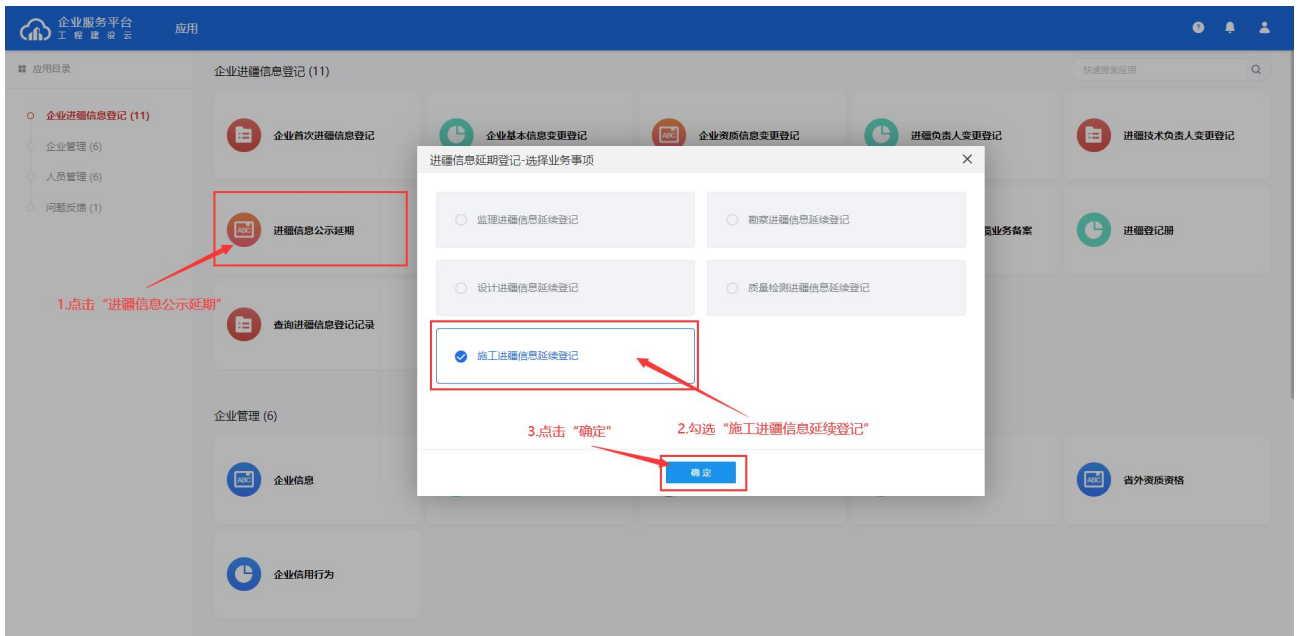 企业服务平台
工程建设云
应用
应用目录
企业进疆信息登记 (11)
企业管理 (6)
人员管理 (6)
问题反馈 (1)
企业进疆信息登记 (11)
快速搜索应用
企业首次进疆信息登记
企业基本信息变更登记
企业资质信息变更登记
进疆负责人变更登记
进疆技术负责人变更登记
进疆信息公示延期
业务备案
进疆登记册
查询进疆信息登记记录
1.点击“进疆信息公示延期”
进疆信息延期登记-选择业务事项
监理进疆信息延续登记
勘察进疆信息延续登记
设计进疆信息延续登记
质量检测进疆信息延续登记
施工进疆信息延续登记
2.勾选“施工进疆信息延续登记”
3.点击“确定”
确定
企业管理 (6)
企业信息
省外资质资格
企业信用行为
ABC
ABC
ABC
ABC